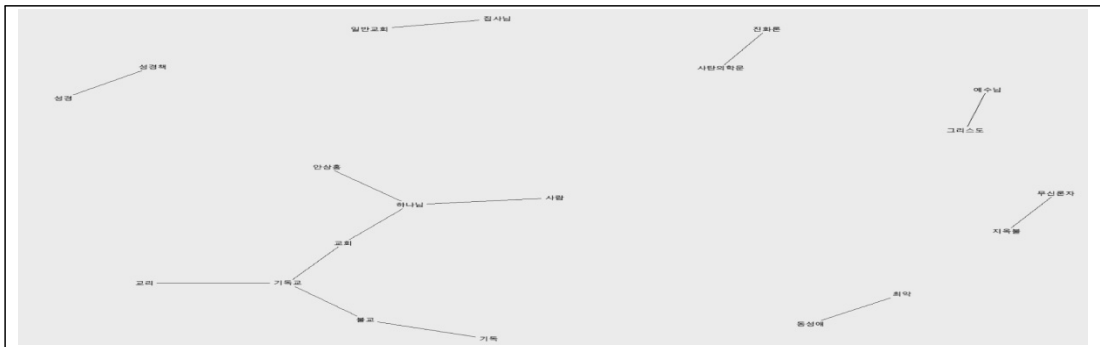 집사님
일반교회
진화론
성경책
사탄의학문
성경
예수님
그리스도
안상홍
무신론자
사람
하나님
지옥불
교회
교리
기독교
죄악
불교
동성애
기독